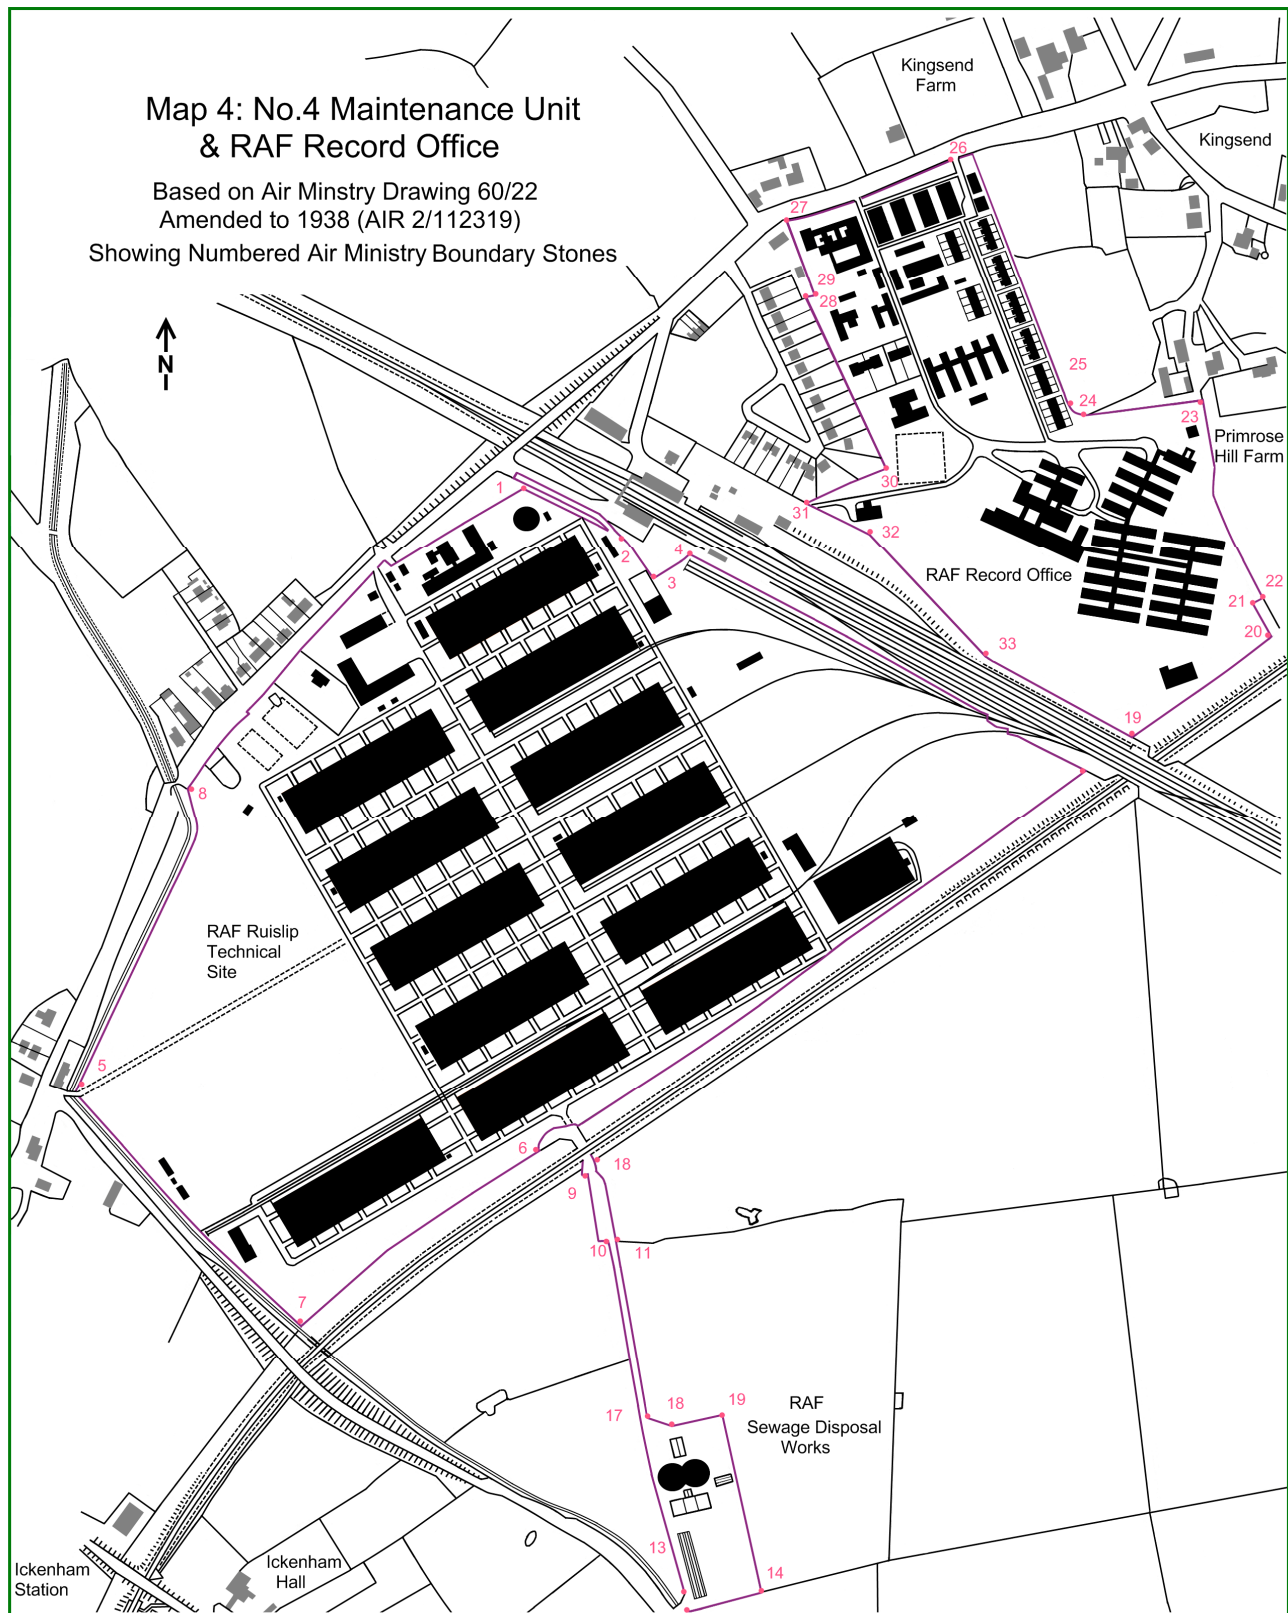 Map 4: No.4 Maintenance Unit
& RAF Record Office
Based on Air Minstry Drawing 60/22
Amended to 1938 (AIR 2/112319)
Showing Numbered Air Ministry Boundary Stones
N
Kingsend
Farm
Kingsend
26
27
29
28
25
24
23
Primrose
Hill Farm
30
31
32
1
2
4
3
RAF Record Office
22
21
20
33
19
8
RAF Ruislip
Technical
Site
5
6
18
9
10
11
7
17
18
19
RAF
Sewage Disposal
Works
13
14
Ickenham
Station
Ickenham
Hall